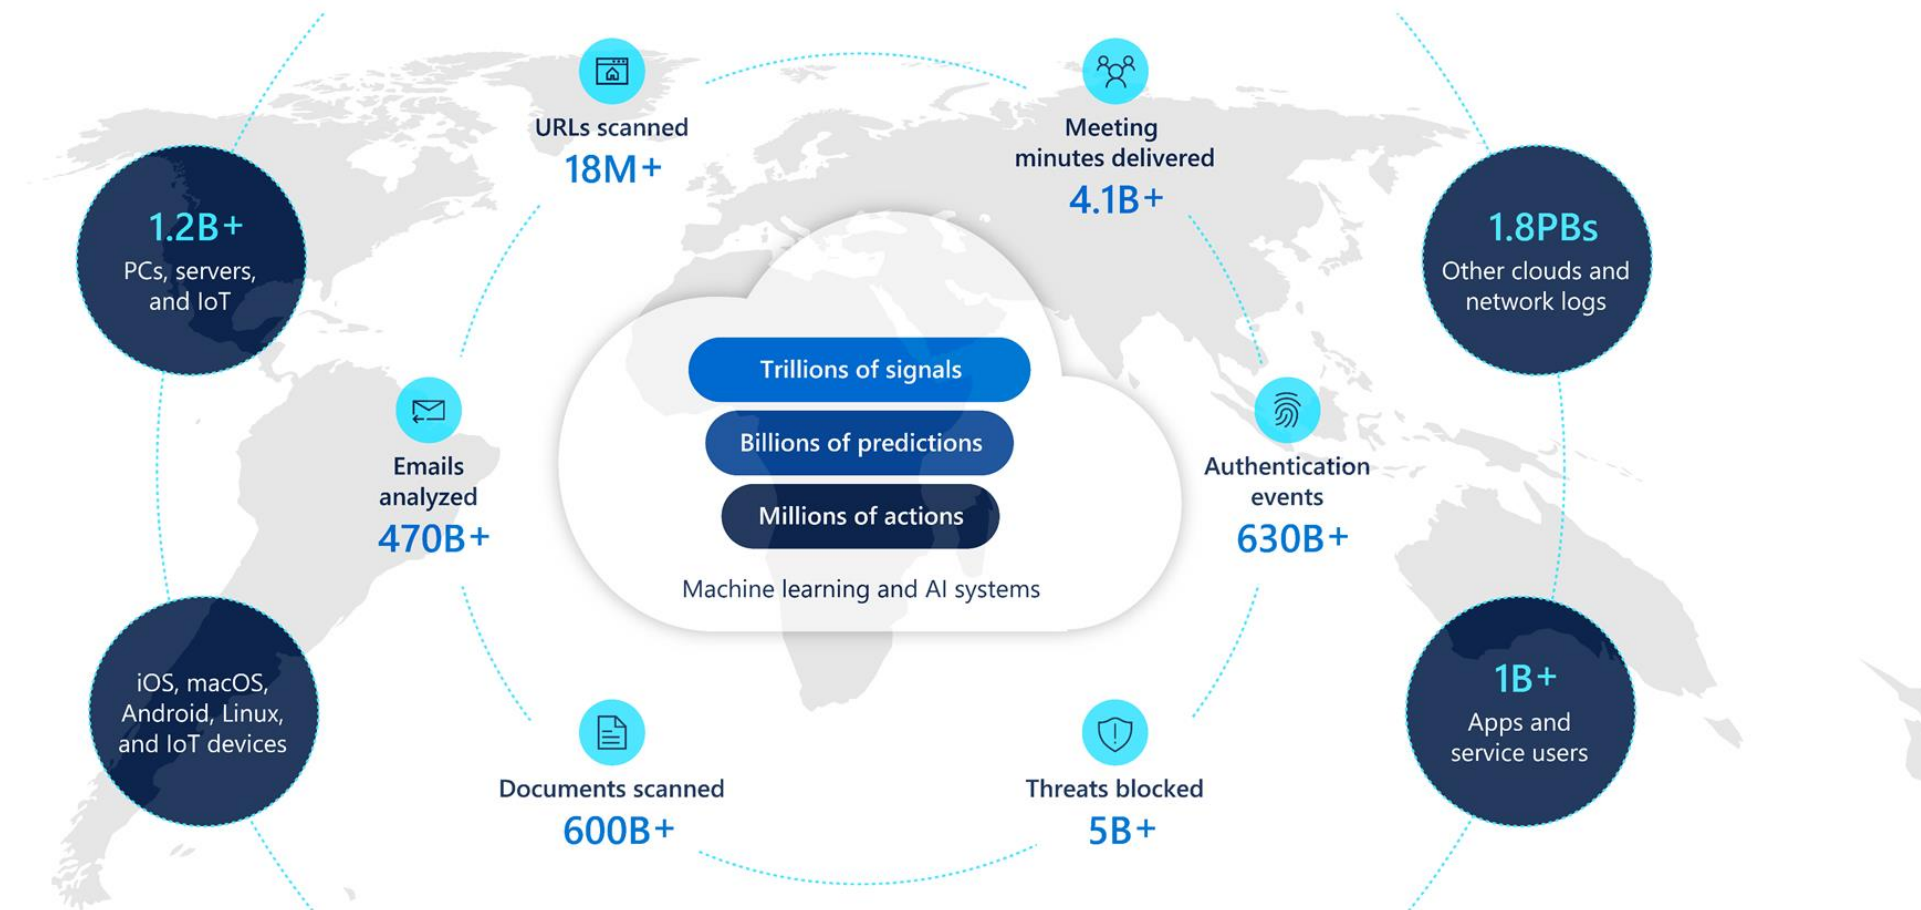 URLs scanned
18M+
Meeting
minutes delivered
4.1B+
1.2B+
PCs, servers,
and IoT
1.8PBs
Other clouds and
network logs
Trillions of signals
Billions of predictions
Millions of actions
Machine learning and AI systems
Emails
analyzed
470B+
Authentication
events
630B+
iOS, macOS,
Android, Linux,
and IoT devices
1B+
Apps and
service users
Documents scanned
600B+
Threats blocked
5B+